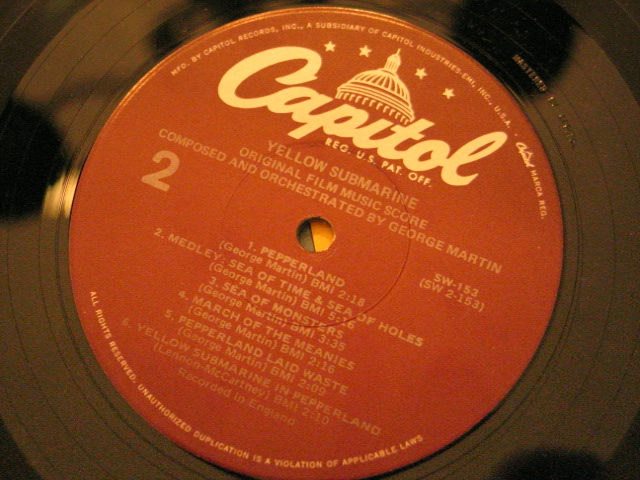 MFD. BY CAPITOL RECORDS, INC., A SUBSIDIARY OF CAPITOL INDUSTRIES-EMI, INC., U.S.A. · Capitol MARCA REG.
Capitol
REG. U.S. PAT. OFF.
YELLOW SUBMARINE
ORIGINAL FILM MUSIC SCORE
COMPOSED AND ORCHESTRATED BY GEORGE MARTIN
2
SW-153
(SW 2-153)
1. PEPPERLAND
(George Martin) BMI 2:18
2. MEDLEY: SEA OF TIME & SEA OF HOLES
(George Martin) BMI 5:16
3. SEA OF MONSTERS
(George Martin) BMI 3:35
4. MARCH OF THE MEANIES
(George Martin) BMI 2:16
5. PEPPERLAND LAID WASTE
(George Martin) BMI 2:09
6. YELLOW SUBMARINE IN PEPPERLAND
(Lennon-McCartney) BMI 2:10
Recorded in England
ALL RIGHTS RESERVED. UNAUTHORIZED DUPLICATION IS A VIOLATION OF APPLICABLE LAWS
MASTERED